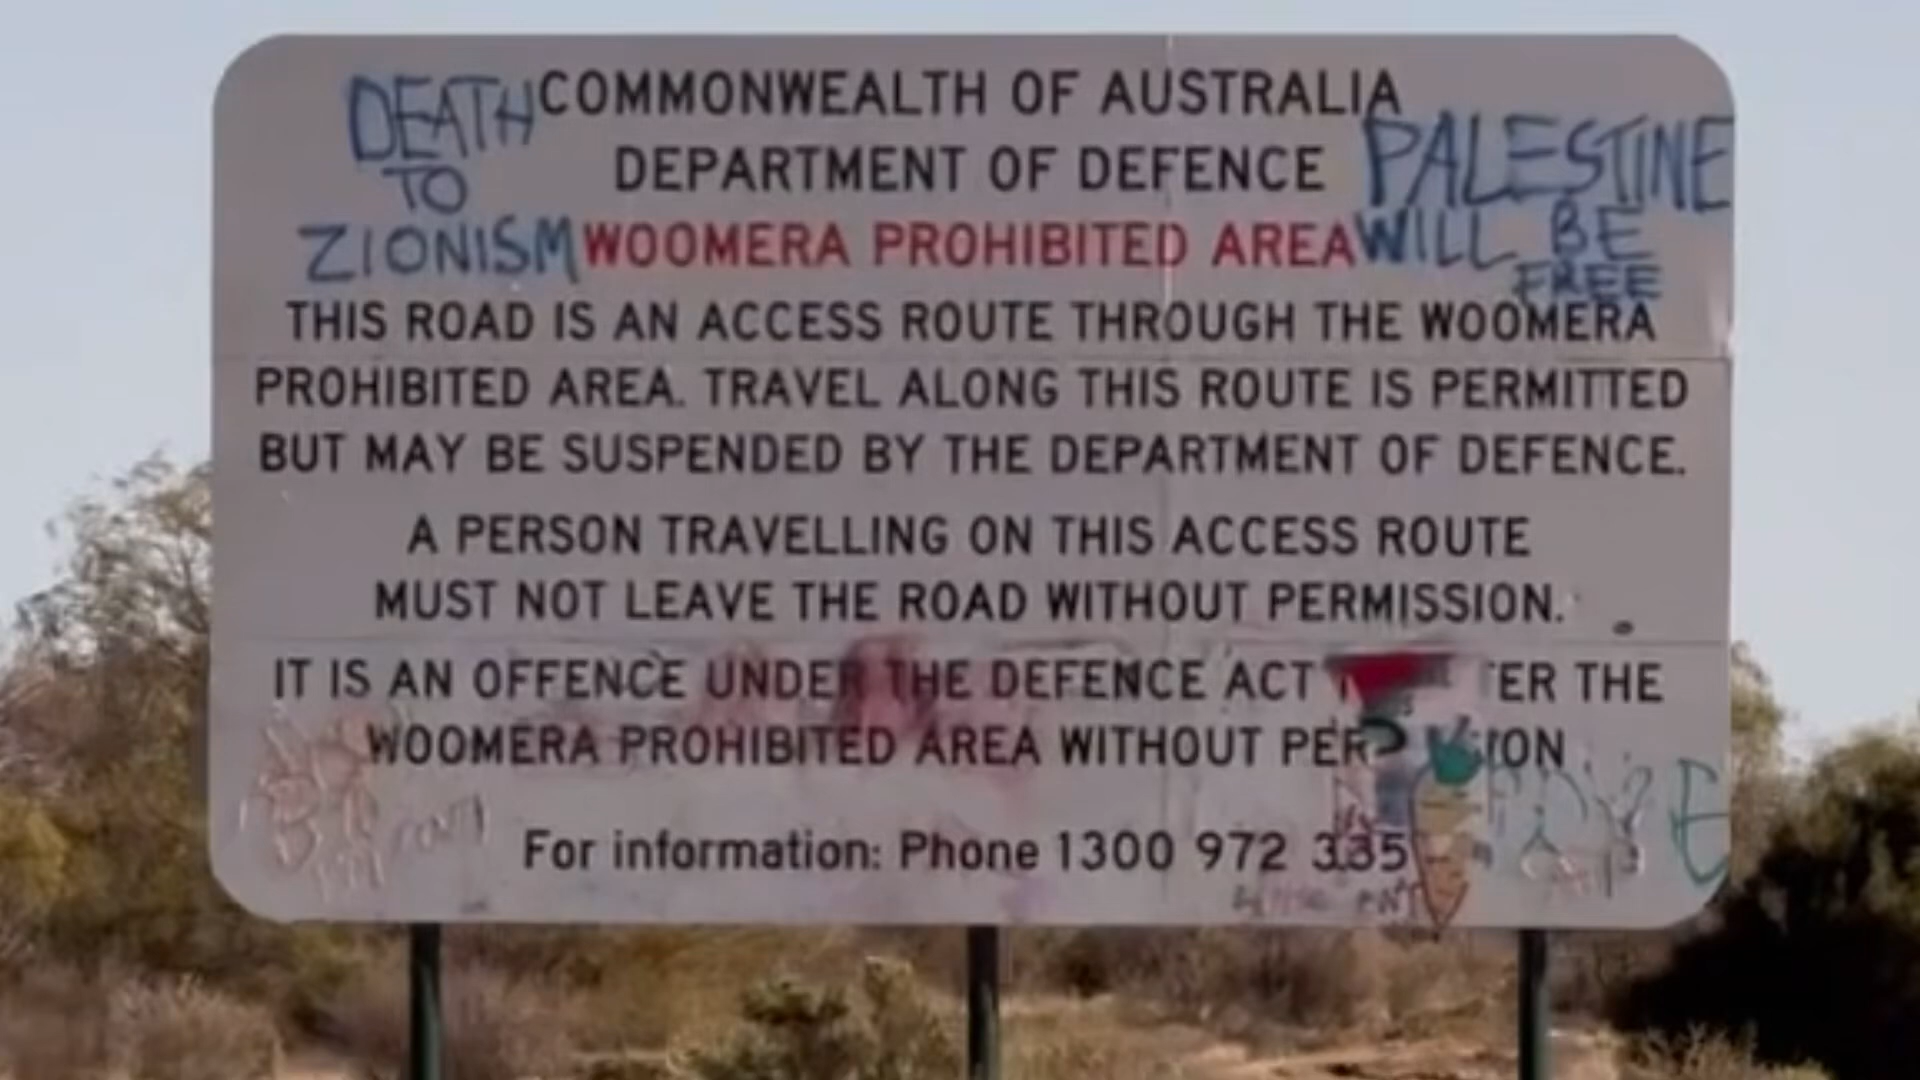 DEATH
TO
ZIONISM
COMMONWEALTH OF AUSTRALIA
DEPARTMENT OF DEFENCE
WOOMERA PROHIBITED AREA
PALESTINE
WILL BE
FREE
THIS ROAD IS AN ACCESS ROUTE THROUGH THE WOOMERA
PROHIBITED AREA. TRAVEL ALONG THIS ROUTE IS PERMITTED
BUT MAY BE SUSPENDED BY THE DEPARTMENT OF DEFENCE.
A PERSON TRAVELLING ON THIS ACCESS ROUTE
MUST NOT LEAVE THE ROAD WITHOUT PERMISSION.
IT IS AN OFFENCE UNDER THE DEFENCE ACT THE
WOOMERA PROHIBITED AREA WITHOUT
For information: Phone 1300 972 335